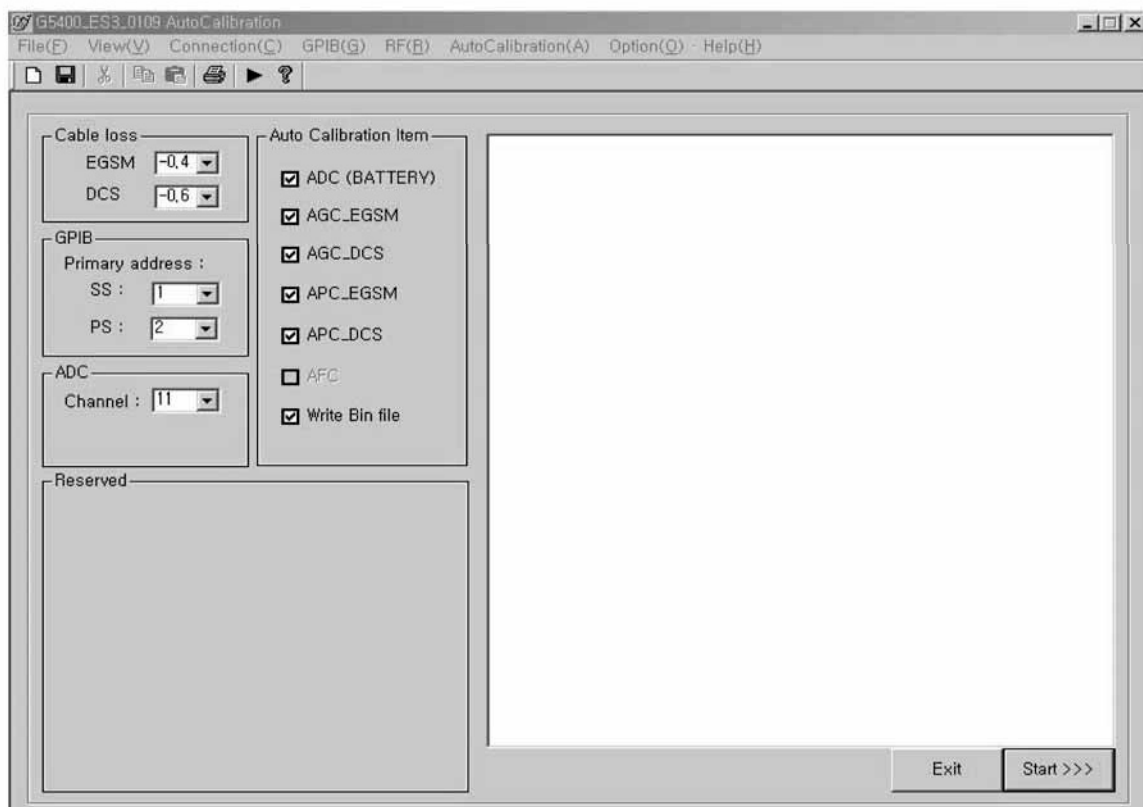 G5400_ES3_0109 AutoCalibration
File(F) View(V) Connection(C) GPIB(G) RF(R) AutoCalibration(A) Option(O) Help(H)
Cable loss
EGSM -0,4
DCS -0,6
GPIB
Primary address :
SS : 1
PS : 2
ADC
Channel : 11
Auto Calibration Item
ADC (BATTERY)
AGC_EGSM
AGC_DCS
APC_EGSM
APC_DCS
AFC
Write Bin file
Reserved
Exit
Start >>>